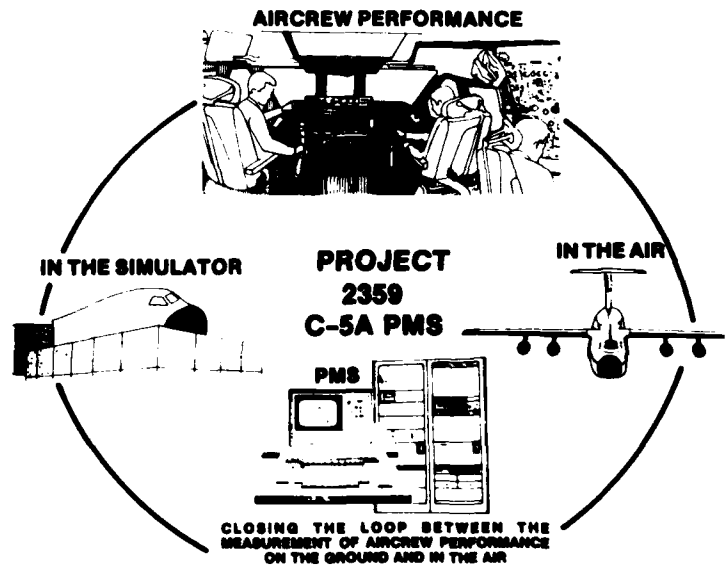 AIRCREW PERFORMANCE
IN THE SIMULATOR
PROJECT
2359
C-5A PMS
IN THE AIR
PMS
CLOSING THE LOOP BETWEEN THE
MEASUREMENT OF AIRCREW PERFORMANCE
ON THE GROUND AND IN THE AIR